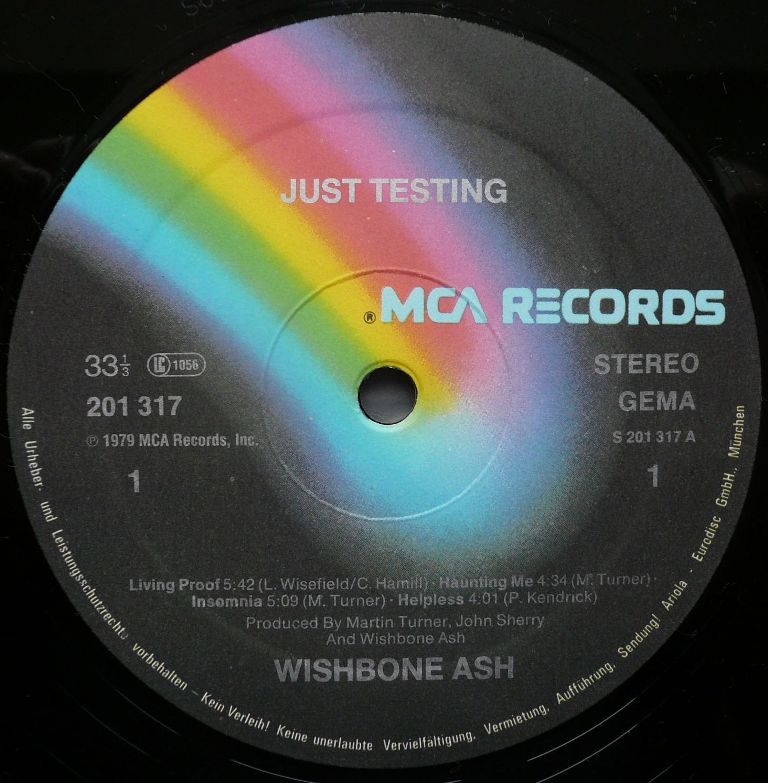 JUST TESTING
® MCA RECORDS
33 1/3 LC 1056
STEREO
201 317
GEMA
℗ 1979 MCA Records, Inc.
S 201 317 A
1
1
Living Proof 5:42 (L. Wisefield/C. Hamill) · Haunting Me 4:34 (M. Turner) ·
Insomnia 5:09 (M. Turner) · Helpless 4:01 (P. Kendrick)
Produced By Martin Turner, John Sherry
And Wishbone Ash
WISHBONE ASH
Alle Urheber- und Leistungsschutzrechte vorbehalten – Kein Verleih! Keine unerlaubte Vervielfältigung, Vermietung, Aufführung, Sendung! Ariola - Eurodisc GmbH., München